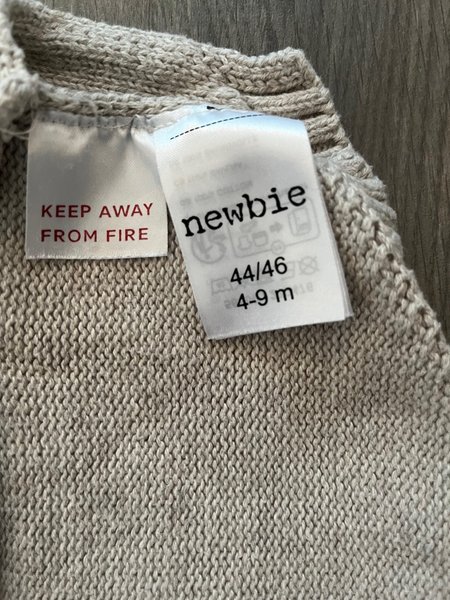 KEEP AWAY
FROM FIRE
newbie
44/46
4-9 m